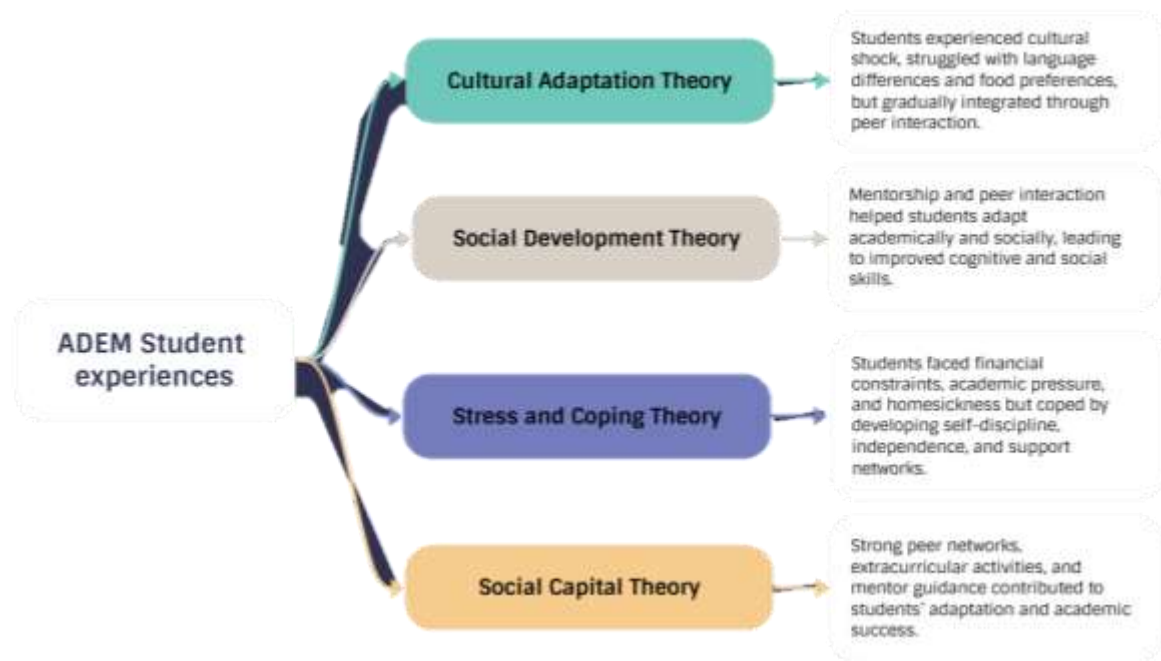 ADEM Student
experiences
Cultural Adaptation Theory
Students experienced cultural
shock, struggled with language
differences and food preferences,
but gradually integrated through
peer interaction.
Social Development Theory
Mentorship and peer interaction
helped students adapt
academically and socially, leading
to improved cognitive and social
skills.
Stress and Coping Theory
Students faced financial
constraints, academic pressure,
and homesickness but coped by
developing self-discipline,
independence, and support
networks.
Social Capital Theory
Strong peer networks,
extracurricular activities, and
mentor guidance contributed to
students' adaptation and academic
success.